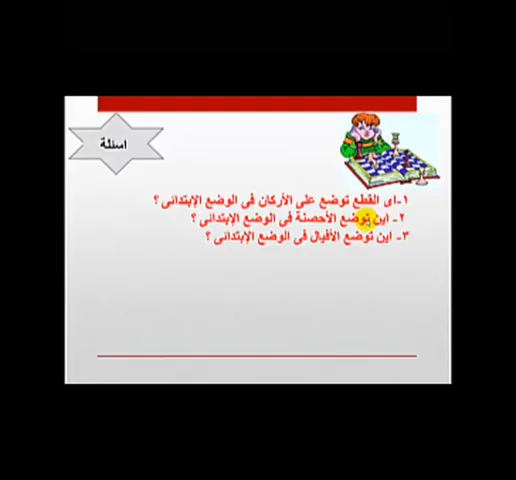 اسئلة
١- اى القطع توضع على الأركان فى الوضع الإبتدائى ؟
٢- اين توضع الأحصنة فى الوضع الإبتدائى ؟
٣- اين توضع الأفيال فى الوضع الإبتدائى ؟